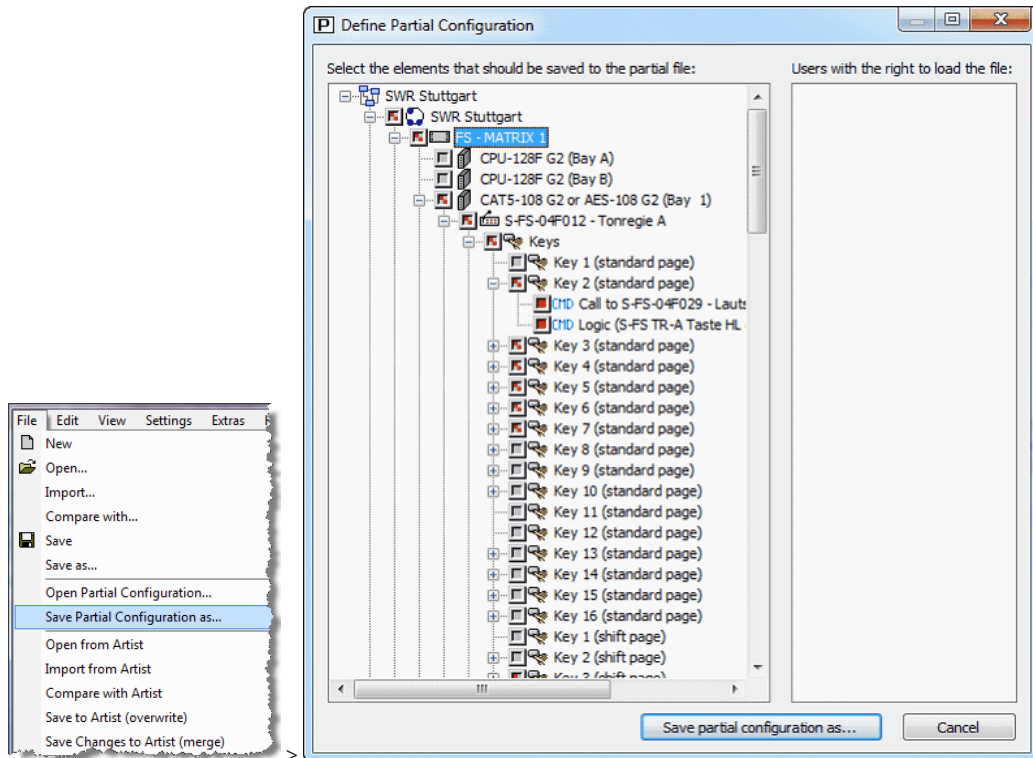 File Edit View Settings Extras
New
Open...
Import...
Compare with...
Save
Save as...
Open Partial Configuration...
Save Partial Configuration as...
Open from Artist
Import from Artist
Compare with Artist
Save to Artist (overwrite)
Save Changes to Artist (merge)
>
P Define Partial Configuration
Select the elements that should be saved to the partial file:
SWR Stuttgart
SWR Stuttgart
FS - MATRIX 1
CPU-128F G2 (Bay A)
CPU-128F G2 (Bay B)
CAT5-108 G2 or AES-108 G2 (Bay 1)
S-FS-04F012 - Tonregie A
Keys
Key 1 (standard page)
Key 2 (standard page)
CMD Call to S-FS-04F029 - Lauts
CMD Logic (S-FS TR-A Taste HL
Key 3 (standard page)
Key 4 (standard page)
Key 5 (standard page)
Key 6 (standard page)
Key 7 (standard page)
Key 8 (standard page)
Key 9 (standard page)
Key 10 (standard page)
Key 11 (standard page)
Key 12 (standard page)
Key 13 (standard page)
Key 14 (standard page)
Key 15 (standard page)
Key 16 (standard page)
Key 1 (shift page)
Key 2 (shift page)
Key 3 (shift page)
Users with the right to load the file:
Save partial configuration as...
Cancel